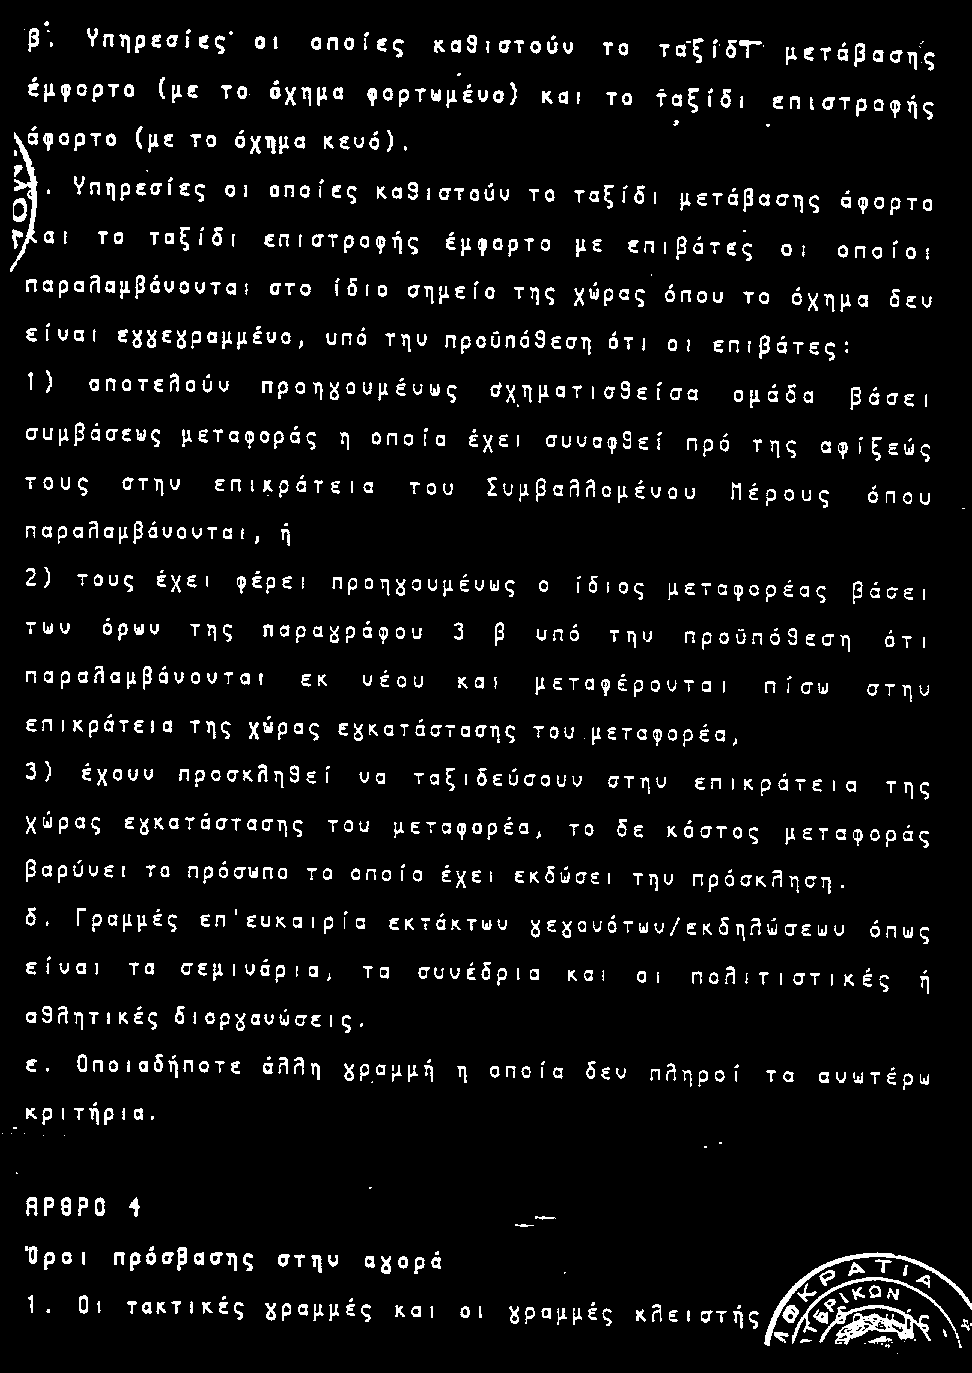 β. Υπηρεσίες οι οποίες καθιστούν το ταξίδι μετάβασης
έμφορτο (με το όχημα φορτωμένο) και το ταξίδι επιστροφής
άφορτο (με το όχημα κενό).
. Υπηρεσίες οι οποίες καθιστούν το ταξίδι μετάβασης άφορτο
και το ταξίδι επιστροφής έμφορτο με επιβάτες οι οποίοι
παραλαμβάνονται στο ίδιο σημείο της χώρας όπου το όχημα δεν
είναι εγγεγραμμένο, υπό την προϋπόθεση ότι οι επιβάτες:
1) αποτελούν προηγουμένως σχηματισθείσα ομάδα βάσει
συμβάσεως μεταφοράς η οποία έχει συναφθεί πρό της αφίξεώς
τους στην επικράτεια του Συμβαλλομένου Μέρους όπου
παραλαμβάνονται, ή
2) τους έχει φέρει προηγουμένως ο ίδιος μεταφορέας βάσει
των όρων της παραγράφου 3 β υπό την προϋπόθεση ότι
παραλαμβάνονται εκ νέου και μεταφέρονται πίσω στην
επικράτεια της χώρας εγκατάστασης του μεταφορέα,
3) έχουν προσκληθεί να ταξιδεύσουν στην επικράτεια της
χώρας εγκατάστασης του μεταφορέα, το δε κόστος μεταφοράς
βαρύνει το πρόσωπο το οποίο έχει εκδώσει την πρόσκληση.
δ. Γραμμές επ'ευκαιρία εκτάκτων γεγονότων/εκδηλώσεων όπως
είναι τα σεμινάρια, τα συνέδρια και οι πολιτιστικές ή
αθλητικές διοργανώσεις.
ε. Οποιαδήποτε άλλη γραμμή η οποία δεν πληροί τα ανωτέρω
κριτήρια.
ΑΡΘΡΟ 4
Όροι πρόσβασης στην αγορά
1. Οι τακτικές γραμμές και οι γραμμές κλειστής